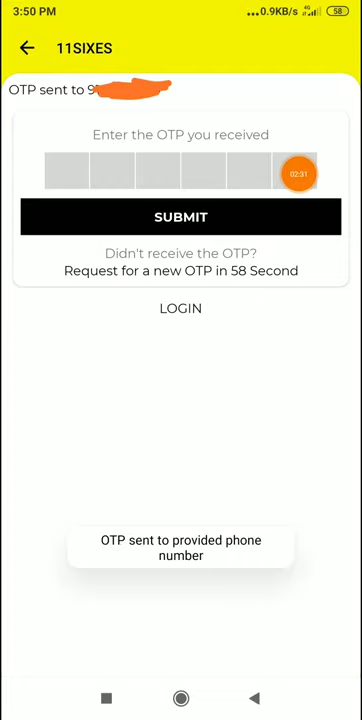 3:50 PM
...0.9KB/s 4G 58
11SIXES
OTP sent to 9
Enter the OTP you received
02:31
SUBMIT
Didn't receive the OTP?
Request for a new OTP in 58 Second
LOGIN
OTP sent to provided phone
number